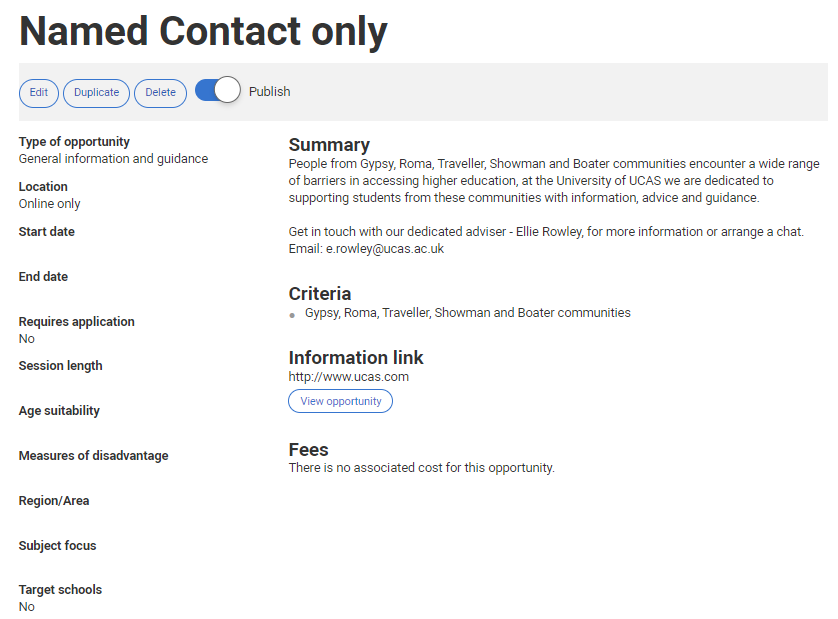 Named Contact only
Edit Duplicate Delete Publish
Type of opportunity
General information and guidance
Location
Online only
Start date
End date
Requires application
No
Session length
Age suitability
Measures of disadvantage
Region/Area
Subject focus
Target schools
No
Summary
People from Gypsy, Roma, Traveller, Showman and Boater communities encounter a wide range
of barriers in accessing higher education, at the University of UCAS we are dedicated to
supporting students from these communities with information, advice and guidance.
Get in touch with our dedicated adviser - Ellie Rowley, for more information or arrange a chat.
Email: e.rowley@ucas.ac.uk
Criteria
Gypsy, Roma, Traveller, Showman and Boater communities
Information link
http://www.ucas.com
View opportunity
Fees
There is no associated cost for this opportunity.